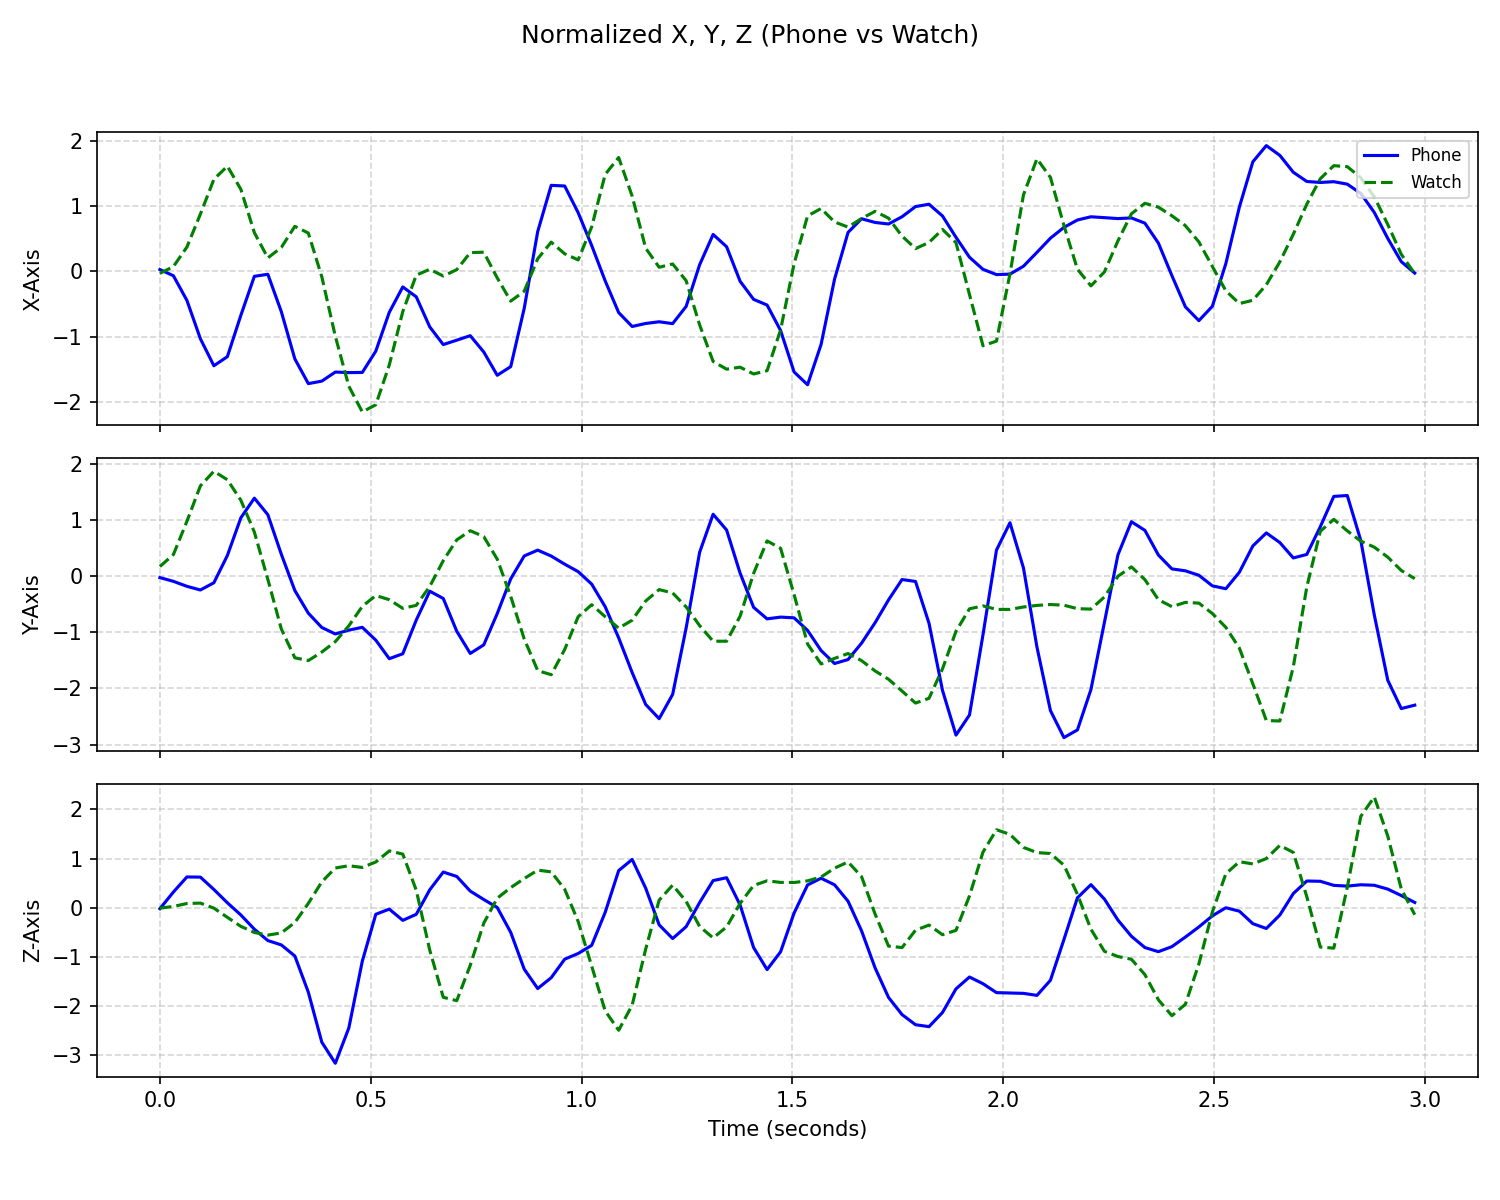 Normalized X, Y, Z (Phone vs Watch)
2
1
0
−1
−2
X-Axis
Phone
Watch
2
1
0
−1
−2
−3
Y-Axis
2
1
0
−1
−2
−3
Z-Axis
0.0 0.5 1.0 1.5 2.0 2.5 3.0
Time (seconds)